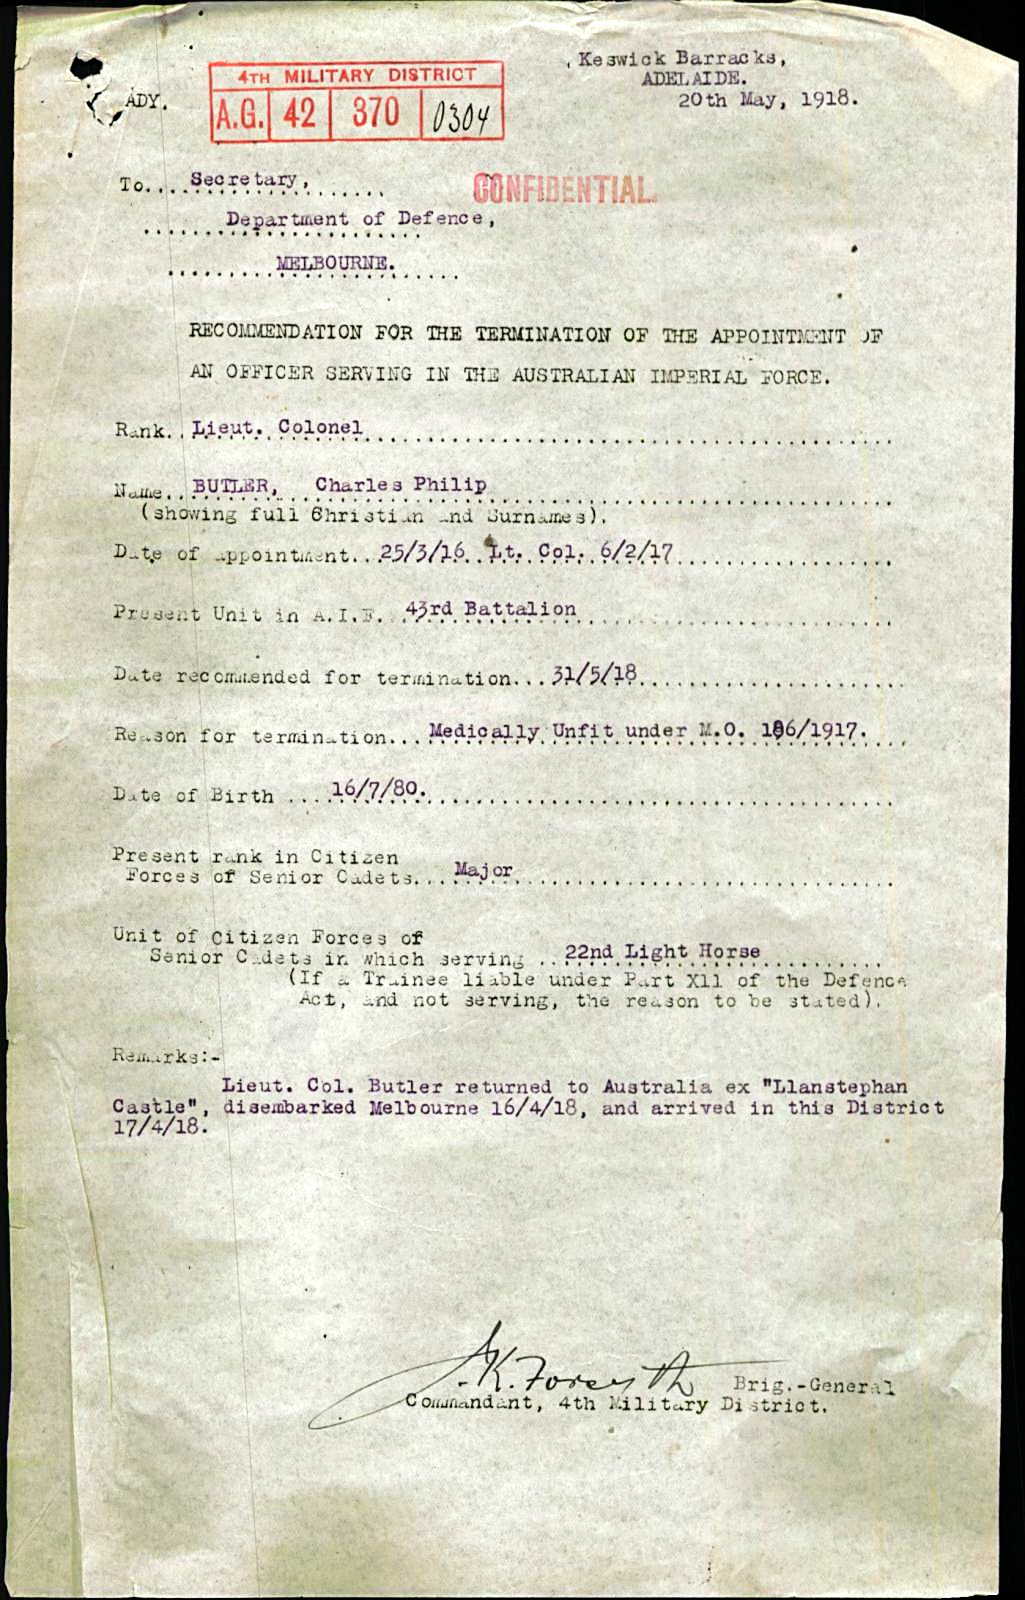 Keswick Barracks,
ADELAIDE.
20th May, 1918.
ADY.
4TH MILITARY DISTRICT
A.G. 42 370 0304
To....Secretary,.......
CONFIDENTIAL.
Department of Defence,
MELBOURNE.
RECOMMENDATION FOR THE TERMINATION OF THE APPOINTMENT OF
AN OFFICER SERVING IN THE AUSTRALIAN IMPERIAL FORCE.
Rank..Lieut. Colonel
Name..BUTLER, Charles Philip
(showing full Christian and Surnames).
Date of appointment...25/3/16 Lt. Col. 6/2/17
Present Unit in A.I.F. 43rd Battalion
Date recommended for termination...31/5/18
Reason for termination...Medically Unfit under M.O. 186/1917.
Date of Birth ....16/7/80.
Present rank in Citizen
Forces of Senior Cadets...Major
Unit of Citizen Forces of
Senior Cadets in which serving ..22nd Light Horse
(If a Trainee liable under Part X11 of the Defence
Act, and not serving, the reason to be stated).
Remarks:-
Lieut. Col. Butler returned to Australia ex "Llanstephan
Castle", disembarked Melbourne 16/4/18, and arrived in this District
17/4/18.
J.K. Forsyth Brig.-General
Commandant, 4th Military District.